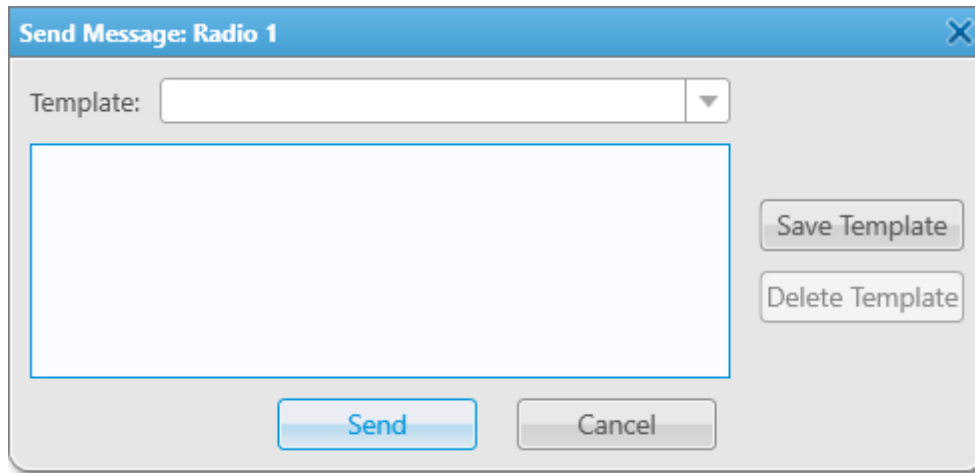 Send Message: Radio 1
Template:
Save Template
Delete Template
Send
Cancel